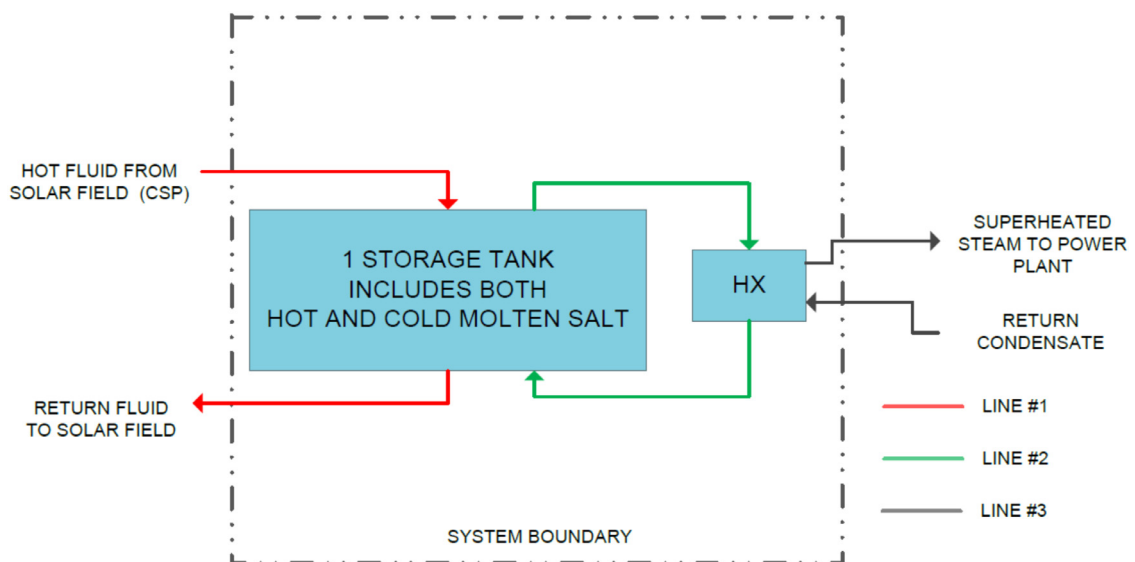 HOT FLUID FROM
SOLAR FIELD (CSP)
1 STORAGE TANK
INCLUDES BOTH
HOT AND COLD MOLTEN SALT
HX
SUPERHEATED
STEAM TO POWER
PLANT
RETURN
CONDENSATE
RETURN FLUID
TO SOLAR FIELD
LINE #1
LINE #2
LINE #3
SYSTEM BOUNDARY